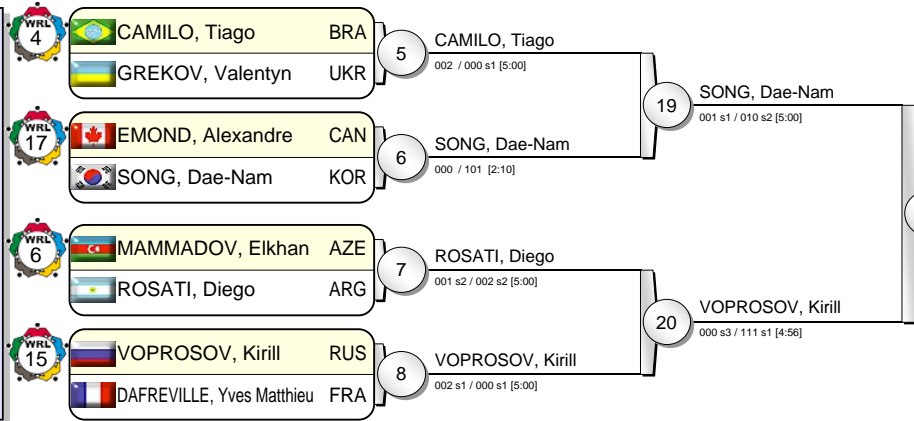 WRL
4
CAMILO, Tiago BRA
GREKOV, Valentyn UKR
5
CAMILO, Tiago
002 / 000 s1 [5:00]
WRL
17
EMOND, Alexandre CAN
SONG, Dae-Nam KOR
6
SONG, Dae-Nam
000 / 101 [2:10]
19
SONG, Dae-Nam
001 s1 / 010 s2 [5:00]
WRL
6
MAMMADOV, Elkhan AZE
ROSATI, Diego ARG
7
ROSATI, Diego
001 s2 / 002 s2 [5:00]
WRL
15
VOPROSOV, Kirill RUS
DAFREVILLE, Yves Matthieu FRA
8
VOPROSOV, Kirill
002 s1 / 000 s1 [5:00]
20
VOPROSOV, Kirill
000 s3 / 111 s1 [4:56]